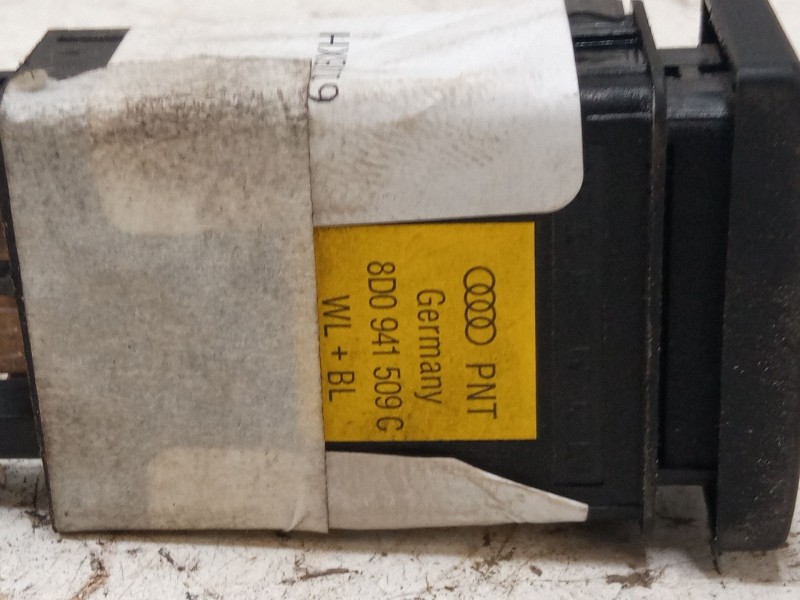 PNT
Germany
8D0 941 509 C
WL + BL